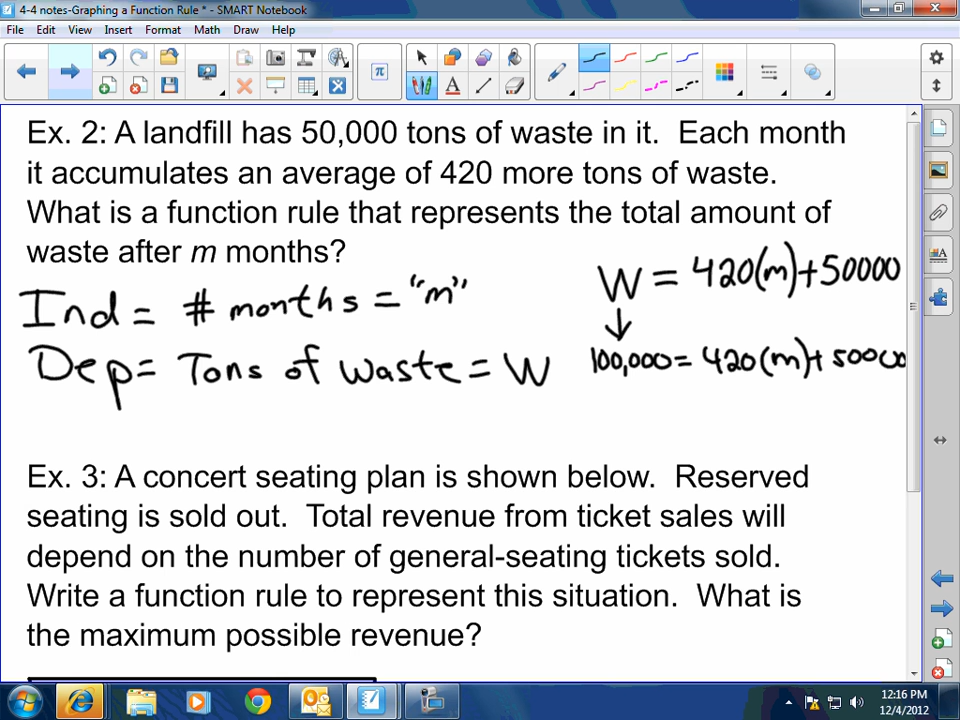 4-4 notes-Graphing a Function Rule * - SMART Notebook
File Edit View Insert Format Math Draw Help
Ex. 2: A landfill has 50,000 tons of waste in it. Each month
it accumulates an average of 420 more tons of waste.
What is a function rule that represents the total amount of
waste after m months?
W = 420(m)+50000
Ind = # months = "m"
100,000 = 420(m)+50000
Dep = Tons of waste = W
Ex. 3: A concert seating plan is shown below. Reserved
seating is sold out. Total revenue from ticket sales will
depend on the number of general-seating tickets sold.
Write a function rule to represent this situation. What is
the maximum possible revenue?
12:16 PM
12/4/2012